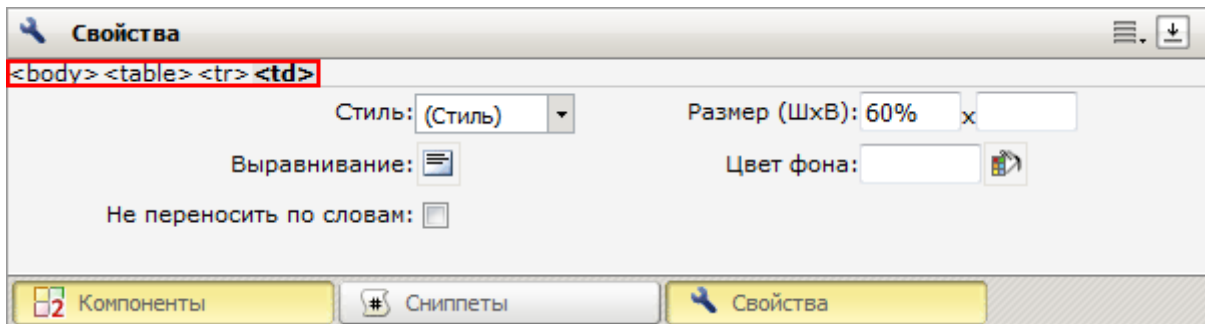 Свойства
<body> <table> <tr> <td>
Стиль: (Стиль) Размер (ШхВ): 60% x
Выравнивание: Цвет фона:
Не переносить по словам:
2 Компоненты # Сниппеты Свойства